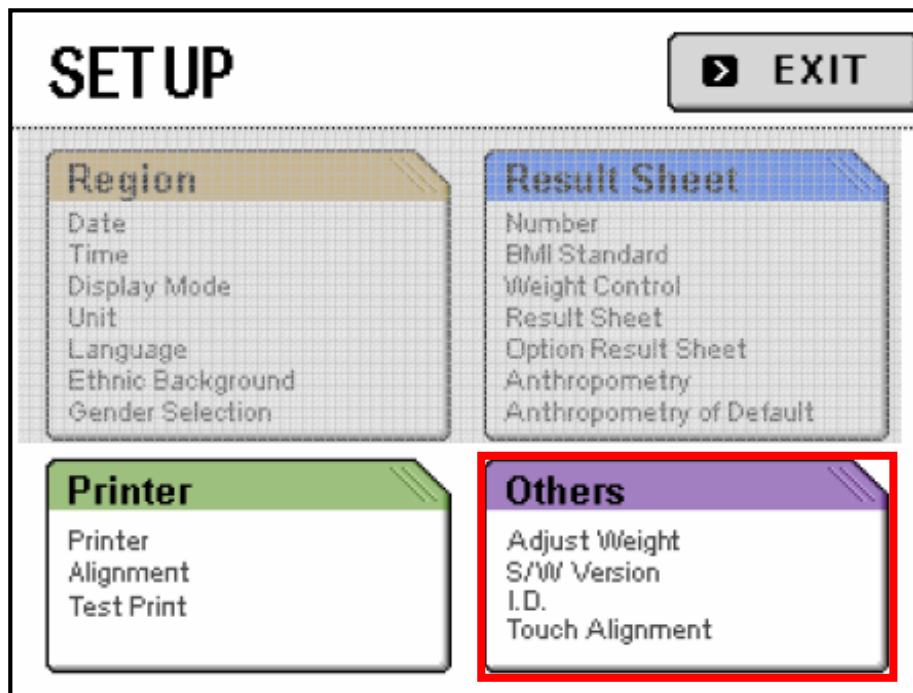 SETUP
EXIT
Region
Date
Time
Display Mode
Unit
Language
Ethnic Background
Gender Selection
Result Sheet
Number
BMI Standard
Weight Control
Result Sheet
Option Result Sheet
Anthropometry
Anthropometry of Default
Printer
Printer
Alignment
Test Print
Others
Adjust Weight
S/W Version
I.D.
Touch Alignment